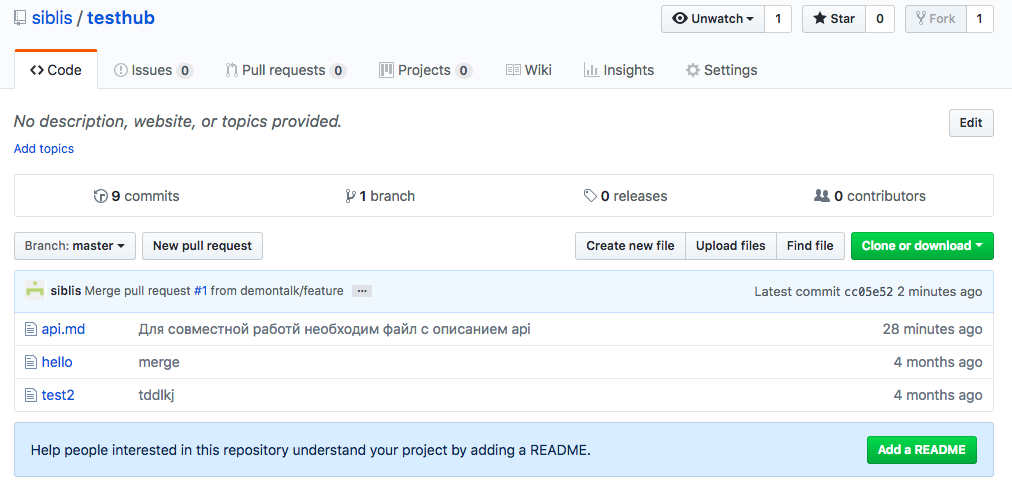 siblis / testhub
Unwatch 1 Star 0 Fork 1
Code Issues 0 Pull requests 0 Projects 0 Wiki Insights Settings
No description, website, or topics provided.
Edit
Add topics
9 commits 1 branch 0 releases 0 contributors
Branch: master New pull request Create new file Upload files Find file Clone or download
siblis Merge pull request #1 from demontalk/feature ... Latest commit cc05e52 2 minutes ago
api.md Для совместной работй необходим файл с описанием api 28 minutes ago
hello merge 4 months ago
test2 tddlkj 4 months ago
Help people interested in this repository understand your project by adding a README. Add a README